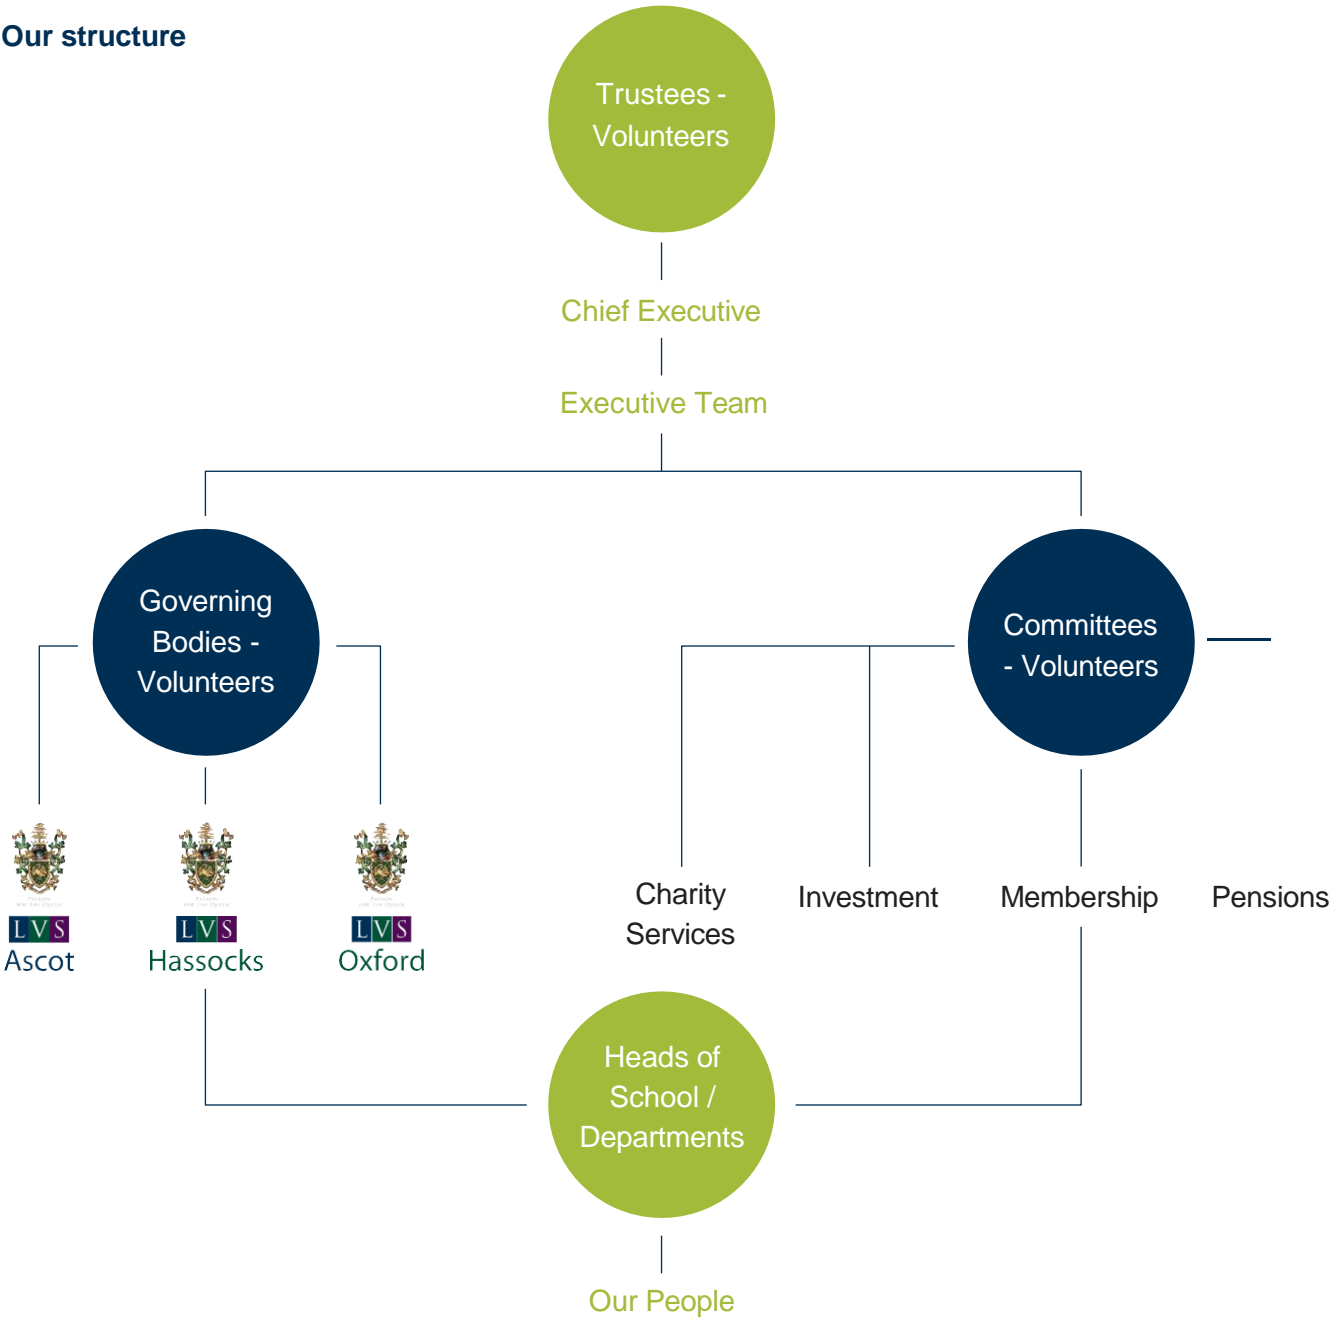 Our structure
Trustees -
Volunteers
Chief Executive
Executive Team
Governing
Bodies -
Volunteers
Committees
- Volunteers
LVS
Ascot
LVS
Hassocks
LVS
Oxford
Charity
Services
Investment
Membership
Pensions
Heads of
School /
Departments
Our People